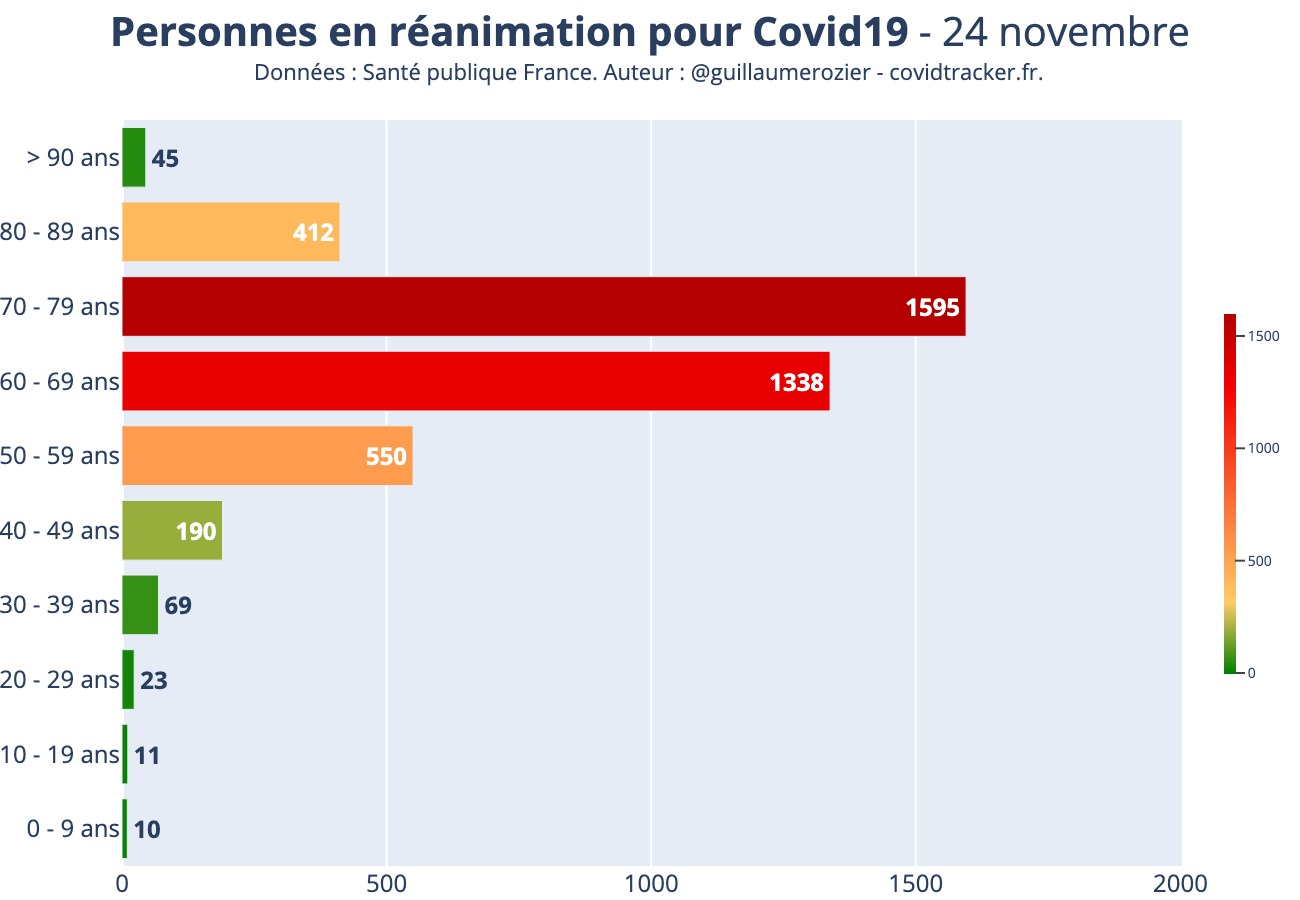 Personnes en réanimation pour Covid19 - 24 novembre
Données : Santé publique France. Auteur : @guillaumerozier - covidtracker.fr.
> 90 ans 45
80 - 89 ans 412
70 - 79 ans 1595
60 - 69 ans 1338
50 - 59 ans 550
40 - 49 ans 190
30 - 39 ans 69
20 - 29 ans 23
10 - 19 ans 11
0 - 9 ans 10
0 500 1000 1500 2000
1500
1000
500
0